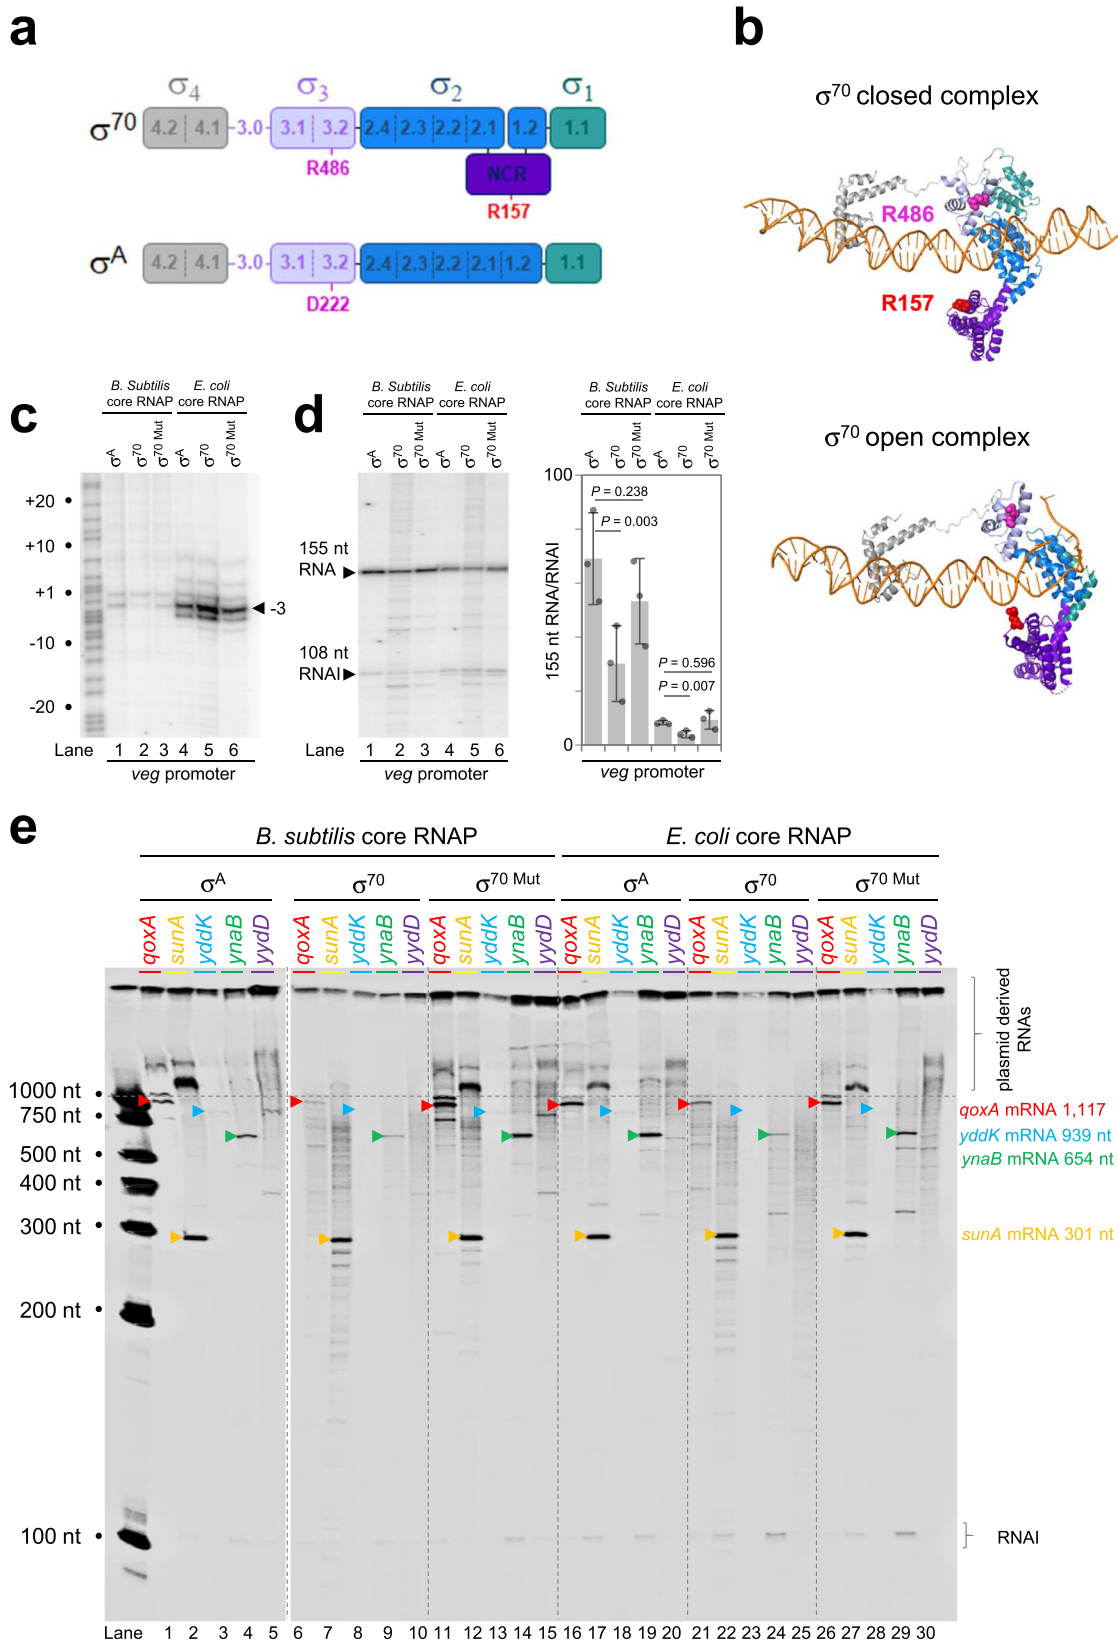 a
σ4 σ3 σ2 σ1
σ70 4.2 4.1 3.0 3.1 3.2 2.4 2.3 2.2 2.1 1.2 1.1
R486 NCR
R157
σA 4.2 4.1 3.0 3.1 3.2 2.4 2.3 2.2 2.1 1.2 1.1
D222
b
σ70 closed complex
R486
R157
σ70 open complex
c
B. Subtilis E. coli
core RNAP core RNAP
σA σ70 σ70 Mut σA σ70 σ70 Mut
+20
+10
+1
-3
-10
-20
Lane 1 2 3 4 5 6
veg promoter
d
B. Subtilis E. coli
core RNAP core RNAP
σA σ70 σ70 Mut σA σ70 σ70 Mut
155 nt
RNA
108 nt
RNAI
Lane 1 2 3 4 5 6
veg promoter
B. Subtilis E. coli
core RNAP core RNAP
σA σ70 σ70 Mut σA σ70 σ70 Mut
100
P = 0.238
P = 0.003
155 nt RNA/RNAI
P = 0.596
P = 0.007
0
veg promoter
e
B. subtilis core RNAP E. coli core RNAP
σA σ70 σ70 Mut σA σ70 σ70 Mut
qoxA sunA yddK ynaB yydD qoxA sunA yddK ynaB yydD qoxA sunA yddK ynaB yydD qoxA sunA yddK ynaB yydD qoxA sunA yddK ynaB yydD qoxA sunA yddK ynaB yydD
plasmid derived
RNAs
1000 nt
750 nt
500 nt
400 nt
300 nt
200 nt
100 nt
qoxA mRNA 1,117
yddK mRNA 939 nt
ynaB mRNA 654 nt
sunA mRNA 301 nt
RNAI
Lane 1 2 3 4 5 6 7 8 9 10 11 12 13 14 15 16 17 18 19 20 21 22 23 24 25 26 27 28 29 30